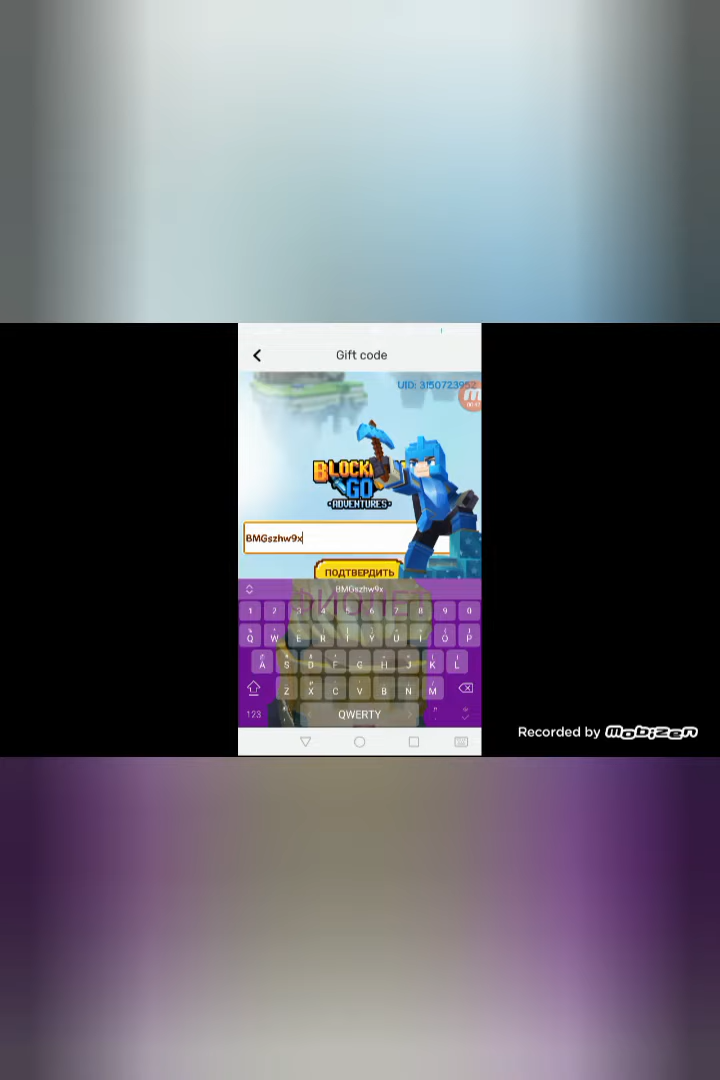 Gift code
UID: 3150723952
BLOCK
GO
ADVENTURES
BMGszhw9x
ПОДТВЕРДИТЬ
BMGszhw9x
1 2 3 4 5 6 7 8 9 0
Q W E R T Y U I O P
A S D F G H J K L
Z X C V B N M
123 QWERTY
Recorded by mobizen